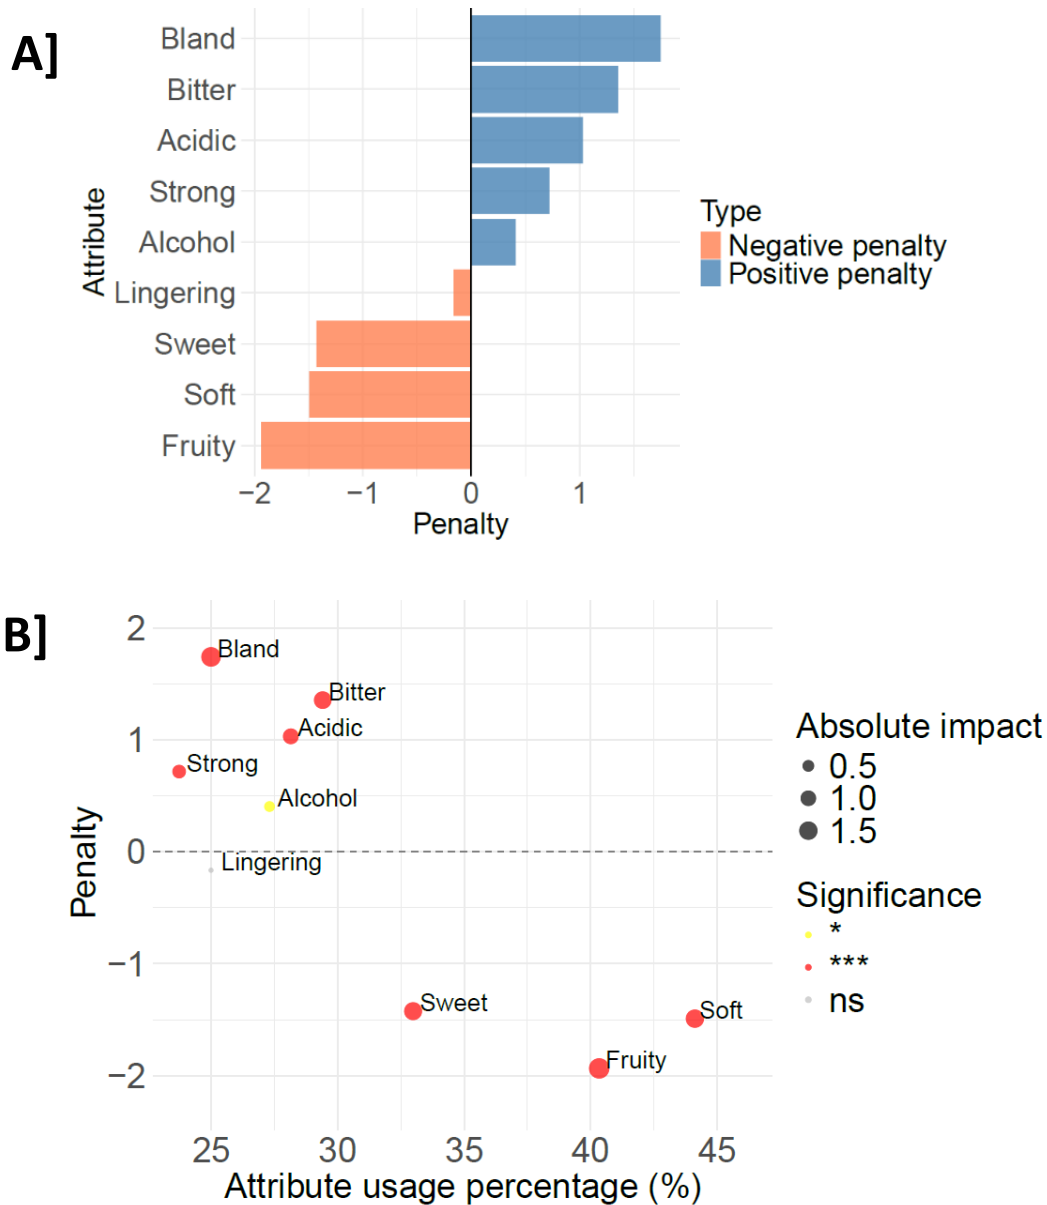 A]
Bland
Bitter
Acidic
Strong
Alcohol
Lingering
Sweet
Soft
Fruity
Attribute
−2
−1
0
1
Penalty
Type
Negative penalty
Positive penalty
B]
2
1
0
−1
−2
Penalty
Bland
Bitter
Acidic
Strong
Alcohol
Lingering
Sweet
Soft
Fruity
25
30
35
40
45
Attribute usage percentage (%)
Absolute impact
0.5
1.0
1.5
Significance
*
***
ns